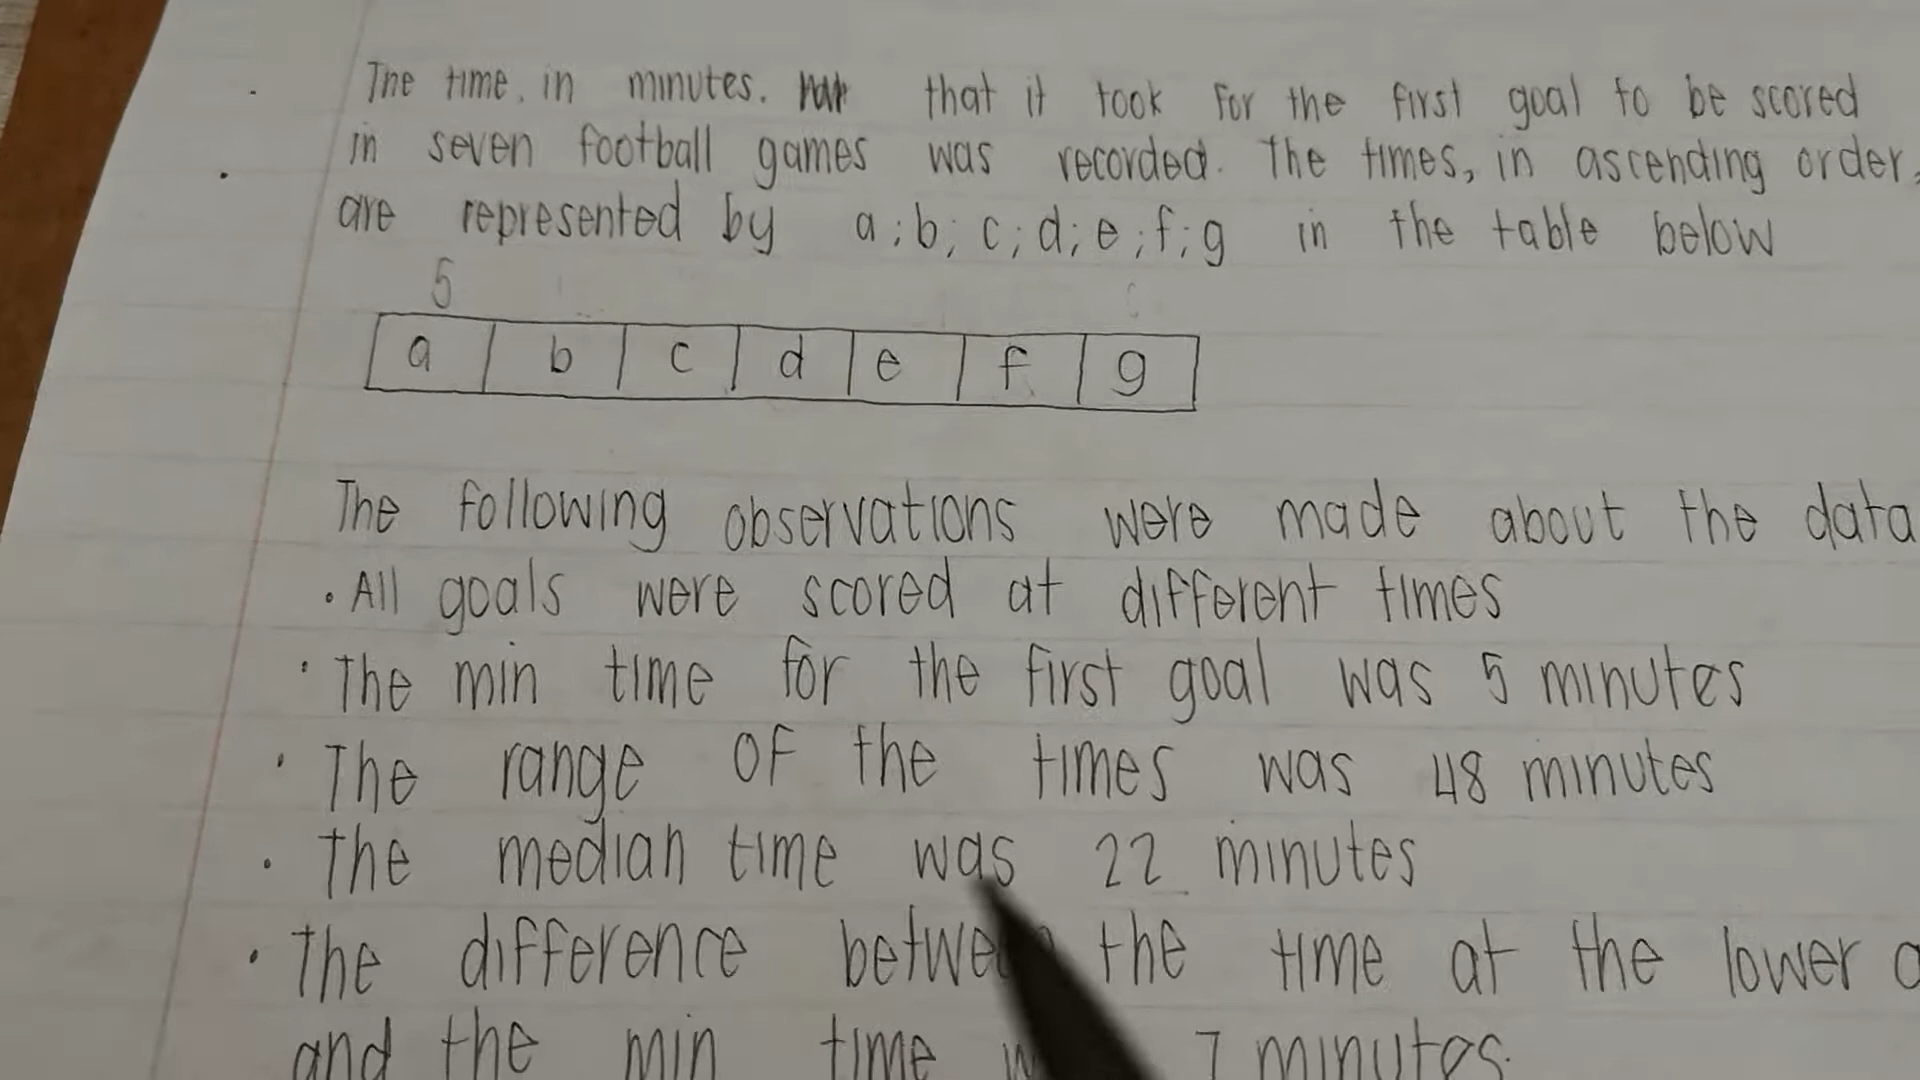 The time, in minutes. that it took for the first goal to be scored
in seven football games was recorded. The times, in ascending order,
are represented by a; b; c; d; e; f; g in the table below
5
a b c d e f g
The following observations were made about the data
• All goals were scored at different times
• The min time for the first goal was 5 minutes
• The range of the times was 48 minutes
• The median time was 22 minutes
• The difference the time at the lower
and the min time 7 minutes.